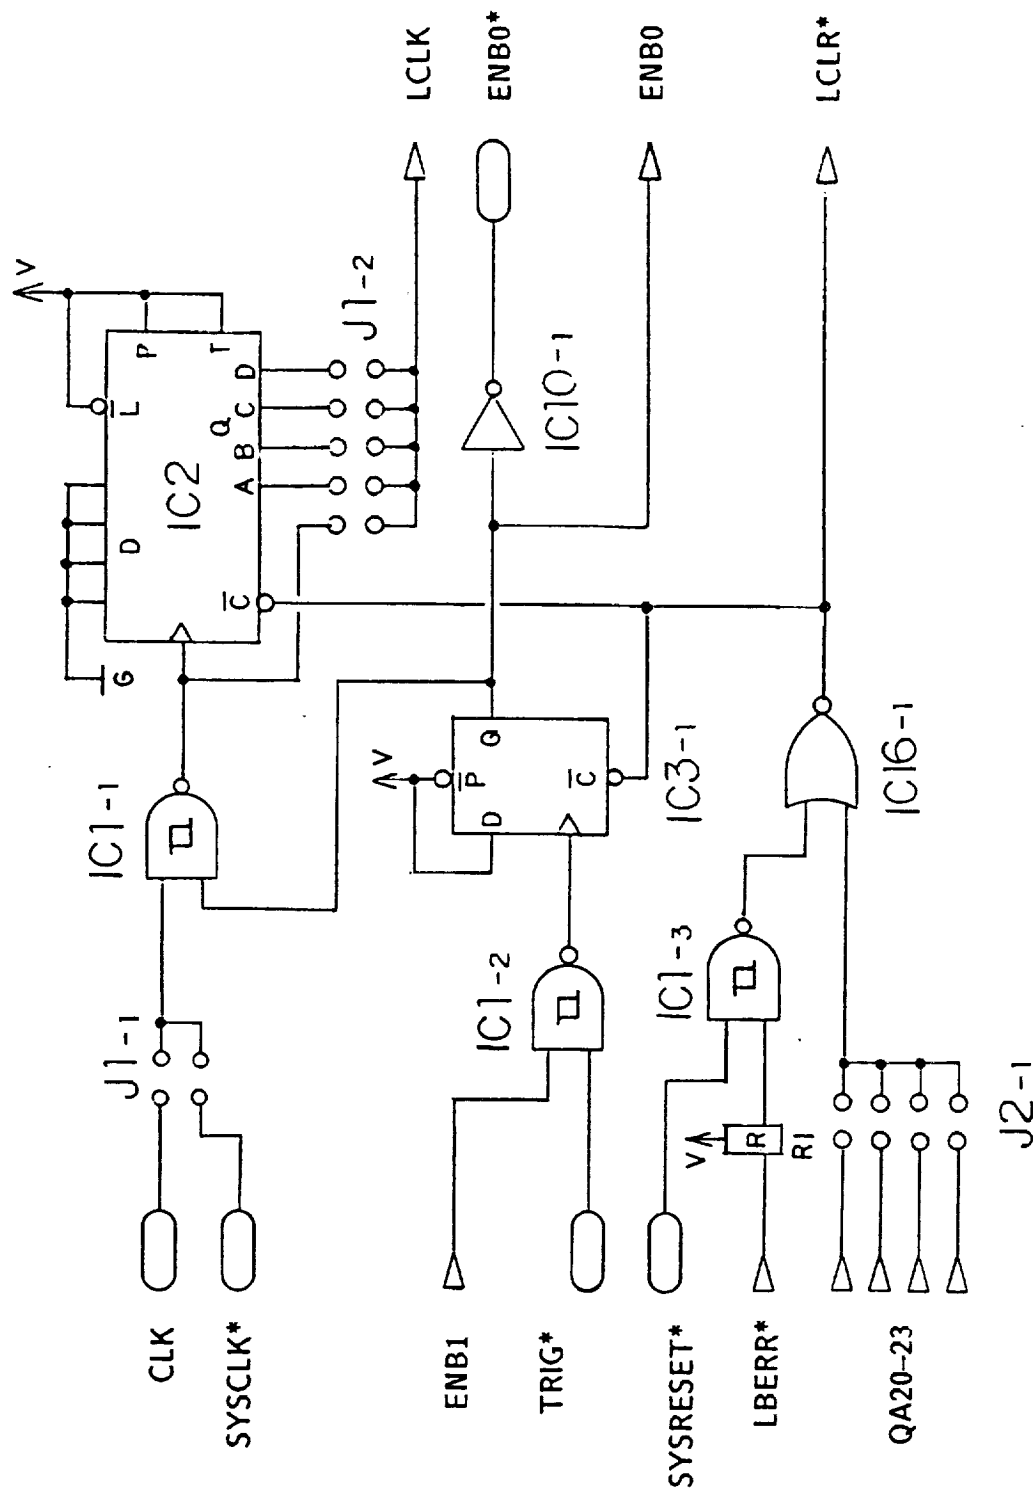 CLK
SYSCLK*
J1-1
IC1-1
G
D
L
P
T
IC2
C
Q
A B C D
V
J1-2
LCLK
ENB1
TRIG*
IC1-2
V
P
D
Q
C
IC3-1
IC10-1
ENB0*
ENB0
SYSRESET*
LBERR*
V
R
R1
IC1-3
QA20-23
J2-1
IC16-1
LCLR*